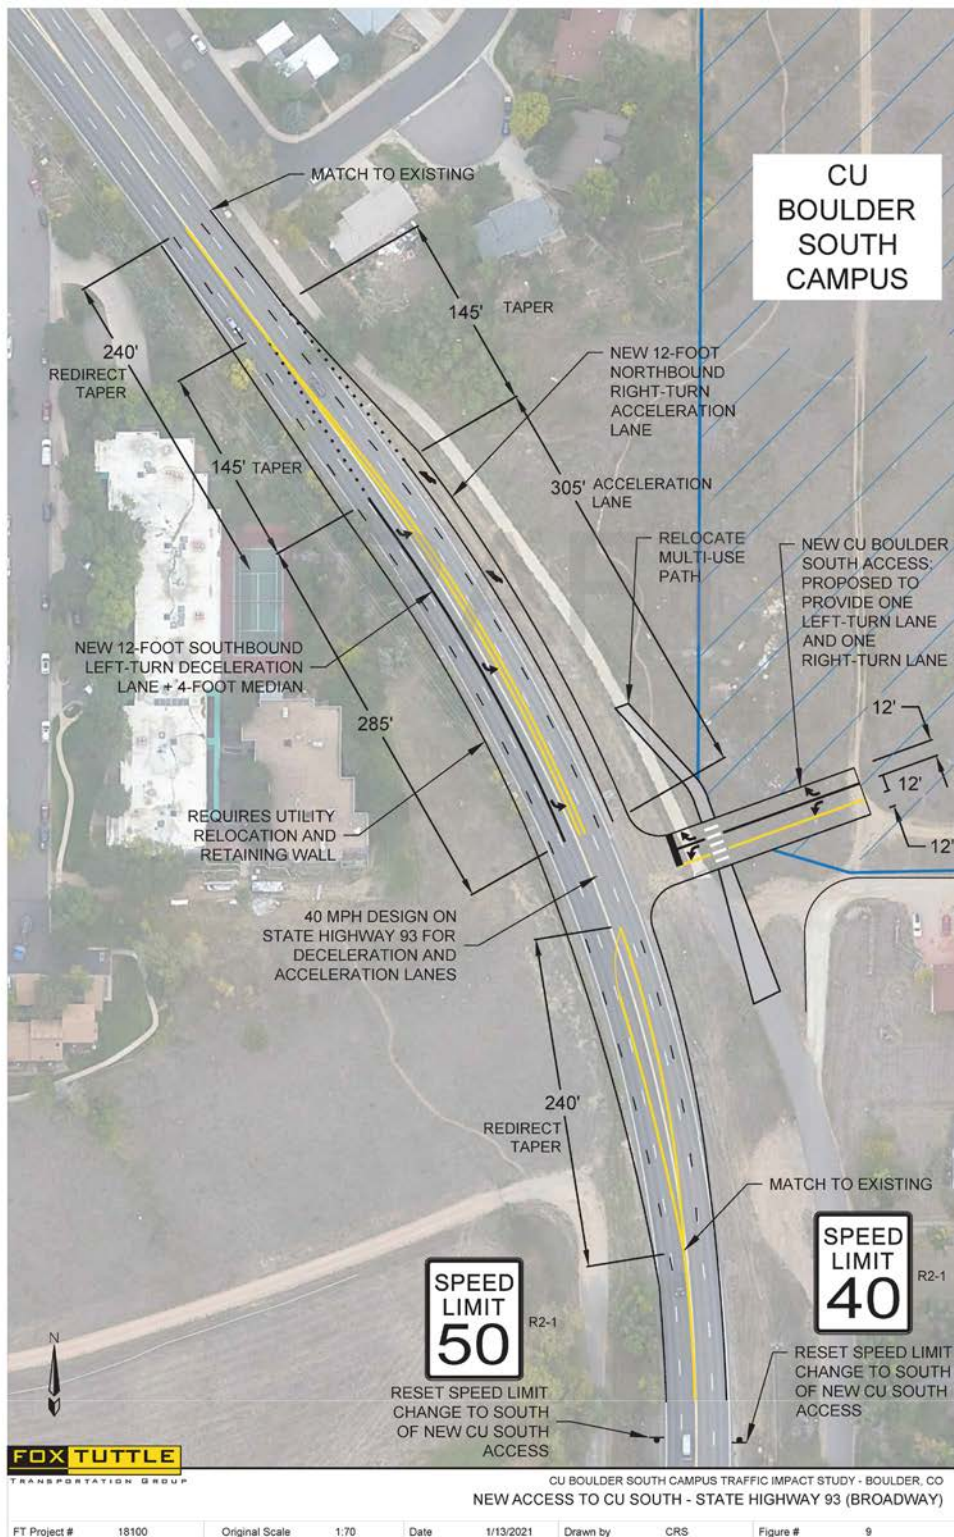 CU
BOULDER
SOUTH
CAMPUS
MATCH TO EXISTING
145' TAPER
240'
REDIRECT
TAPER
NEW 12-FOOT
NORTHBOUND
RIGHT-TURN
ACCELERATION
LANE
145' TAPER
305' ACCELERATION
LANE
RELOCATE
MULTI-USE
PATH
NEW CU BOULDER
SOUTH ACCESS:
PROPOSED TO
PROVIDE ONE
LEFT-TURN LANE
AND ONE
RIGHT-TURN LANE
NEW 12-FOOT SOUTHBOUND
LEFT-TURN DECELERATION
LANE + 4-FOOT MEDIAN
285'
12'
12'
12'
REQUIRES UTILITY
RELOCATION AND
RETAINING WALL
40 MPH DESIGN ON
STATE HIGHWAY 93 FOR
DECELERATION AND
ACCELERATION LANES
240'
REDIRECT
TAPER
MATCH TO EXISTING
SPEED
LIMIT
50
R2-1
SPEED
LIMIT
40
R2-1
RESET SPEED LIMIT
CHANGE TO SOUTH
OF NEW CU SOUTH
ACCESS
RESET SPEED LIMIT
CHANGE TO SOUTH
OF NEW CU SOUTH
ACCESS
N
FOX TUTTLE
TRANSPORTATION GROUP
CU BOULDER SOUTH CAMPUS TRAFFIC IMPACT STUDY - BOULDER, CO
NEW ACCESS TO CU SOUTH - STATE HIGHWAY 93 (BROADWAY)
FT Project # 18100 Original Scale 1:70 Date 1/13/2021 Drawn by CRS Figure # 9